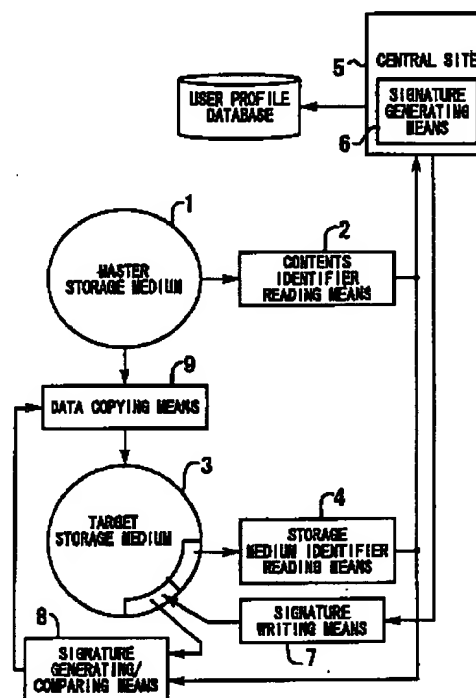 5
CENTRAL SITE
SIGNATURE
GENERATING
MEANS
6
USER PROFILE
DATABASE
1
MASTER
STORAGE MEDIUM
2
CONTENTS
IDENTIFIER
READING MEANS
9
DATA COPYING MEANS
3
TARGET
STORAGE MEDIUM
4
STORAGE
MEDIUM IDENTIFIER
READING MEANS
SIGNATURE
WRITING MEANS
7
8
SIGNATURE
GENERATING/
COMPARING MEANS